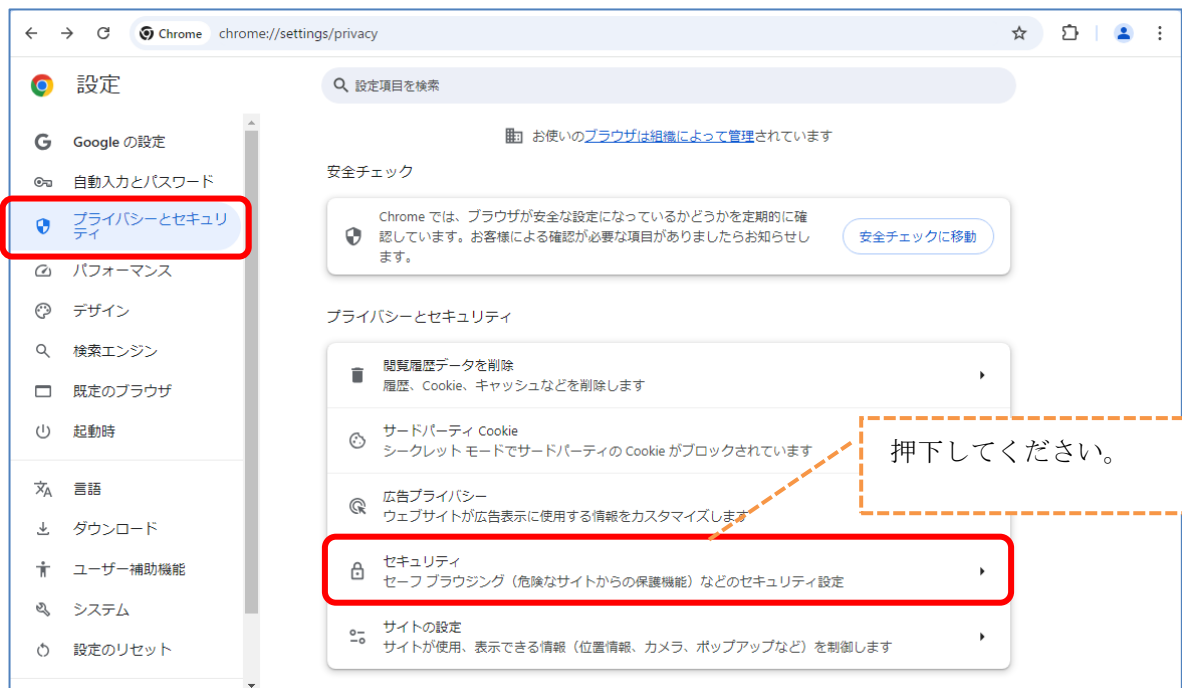 Chrome chrome://settings/privacy
設定
設定項目を検索
Google の設定
自動入力とパスワード
プライバシーとセキュリ
ティ
パフォーマンス
デザイン
検索エンジン
既定のブラウザ
起動時
言語
ダウンロード
ユーザー補助機能
システム
設定のリセット
お使いのブラウザは組織によって管理されています
安全チェック
Chrome では、ブラウザが安全な設定になっているかどうかを定期的に確
認しています。お客様による確認が必要な項目がありましたらお知らせし
ます。
安全チェックに移動
プライバシーとセキュリティ
閲覧履歴データを削除
履歴、Cookie、キャッシュなどを削除します
サードパーティ Cookie
シークレット モードでサードパーティの Cookie がブロックされています
押下してください。
広告プライバシー
ウェブサイトが広告表示に使用する情報をカスタマイズします
セキュリティ
セーフ ブラウジング（危険なサイトからの保護機能）などのセキュリティ設定
サイトの設定
サイトが使用、表示できる情報（位置情報、カメラ、ポップアップなど）を制御します